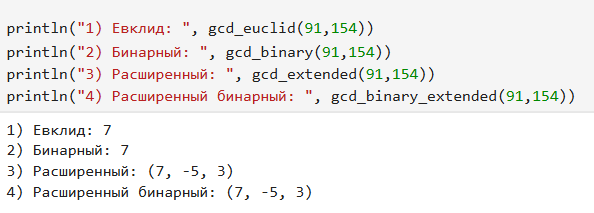 println("1) Евклид: ", gcd_euclid(91,154))
println("2) Бинарный: ", gcd_binary(91,154))
println("3) Расширенный: ", gcd_extended(91,154))
println("4) Расширенный бинарный: ", gcd_binary_extended(91,154))
1) Евклид: 7
2) Бинарный: 7
3) Расширенный: (7, -5, 3)
4) Расширенный бинарный: (7, -5, 3)